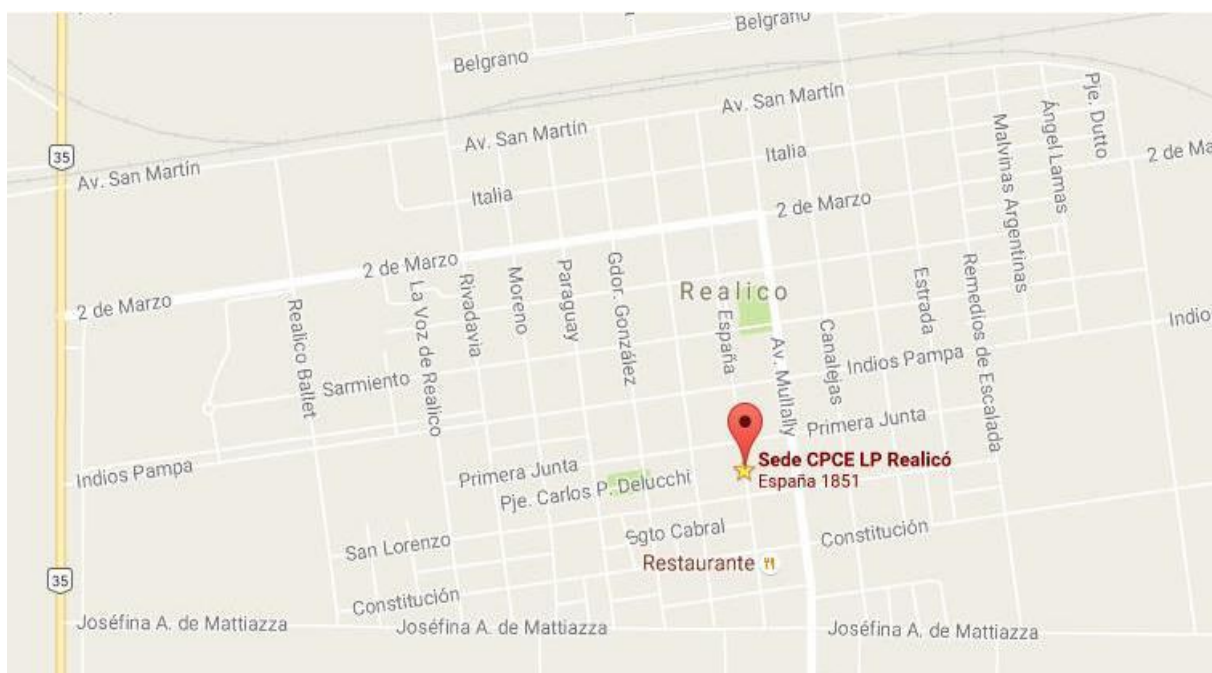 Belgrano
Belgrano
Av. San Martín
Av. San Martín
Av. San Martín
35
Italia
Italia
Pje. Dutto
Ángel Lamas
Malvinas Argentinas
2 de Ma
2 de Marzo
2 de Marzo
2 de Marzo
Realico
Realico Ballet
La Voz de Realico
Rivadavia
Moreno
Paraguay
Gdor. González
España
Av. Mullally
Canalejas
Estrada
Remedios de Escalada
Indios
Indios Pampa
Sarmiento
Primera Junta
Sede CPCE LP Realicó
España 1851
Indios Pampa
Primera Junta
Pje. Carlos P. Delucchi
San Lorenzo
Sgto Cabral
Constitución
Restaurante
35
Constitución
Joséfina A. de Mattiazza
Joséfina A. de Mattiazza
Joséfina A. de Mattiazza